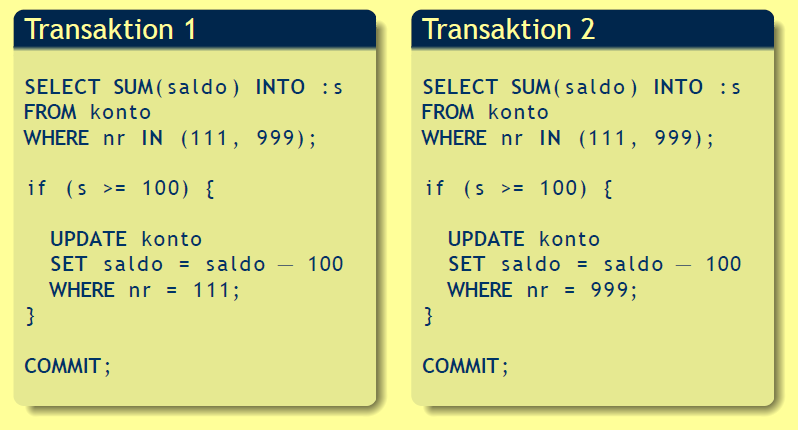 Transaktion 1
SELECT SUM(saldo) INTO :s
FROM konto
WHERE nr IN (111, 999);
if (s >= 100) {
UPDATE konto
SET saldo = saldo – 100
WHERE nr = 111;
}
COMMIT;
Transaktion 2
SELECT SUM(saldo) INTO :s
FROM konto
WHERE nr IN (111, 999);
if (s >= 100) {
UPDATE konto
SET saldo = saldo – 100
WHERE nr = 999;
}
COMMIT;